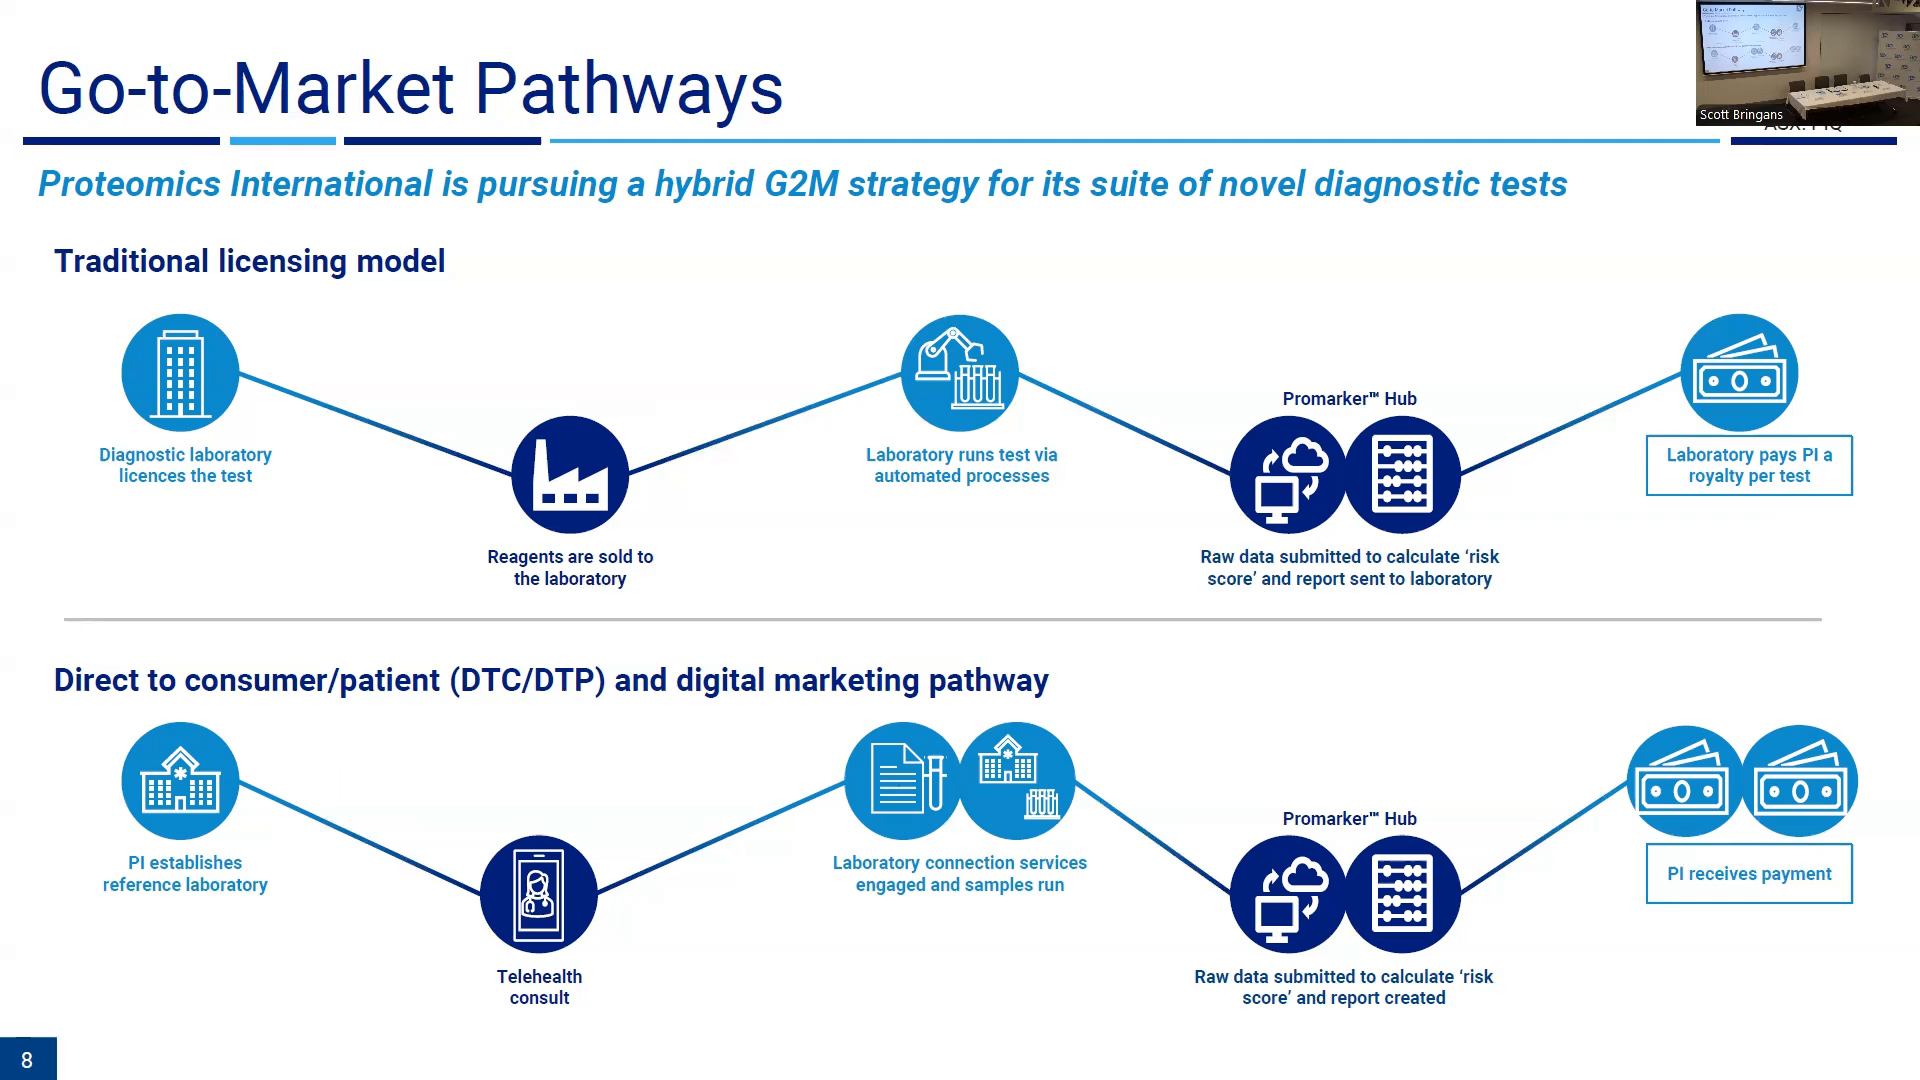 Go-to-Market Pathways
Scott Bringans
Proteomics International is pursuing a hybrid G2M strategy for its suite of novel diagnostic tests
Traditional licensing model
Diagnostic laboratory
licences the test
Reagents are sold to
the laboratory
Laboratory runs test via
automated processes
Promarker™ Hub
Raw data submitted to calculate ‘risk
score’ and report sent to laboratory
Laboratory pays PI a
royalty per test
Direct to consumer/patient (DTC/DTP) and digital marketing pathway
PI establishes
reference laboratory
Telehealth
consult
Laboratory connection services
engaged and samples run
Promarker™ Hub
Raw data submitted to calculate ‘risk
score’ and report created
PI receives payment
8